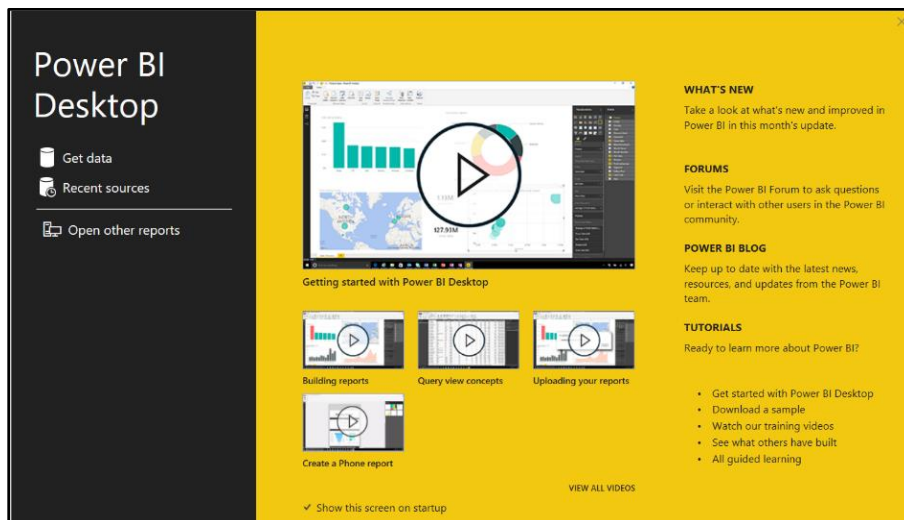 Power BI
Desktop
Get data
Recent sources
Open other reports
Getting started with Power BI Desktop
Building reports
Query view concepts
Uploading your reports
Create a Phone report
VIEW ALL VIDEOS
Show this screen on startup
WHAT'S NEW
Take a look at what's new and improved in
Power BI in this month's update.
FORUMS
Visit the Power BI Forum to ask questions
or interact with other users in the Power BI
community.
POWER BI BLOG
Keep up to date with the latest news,
resources, and updates from the Power BI
team.
TUTORIALS
Ready to learn more about Power BI?
• Get started with Power BI Desktop
• Download a sample
• Watch our training videos
• See what others have built
• All guided learning